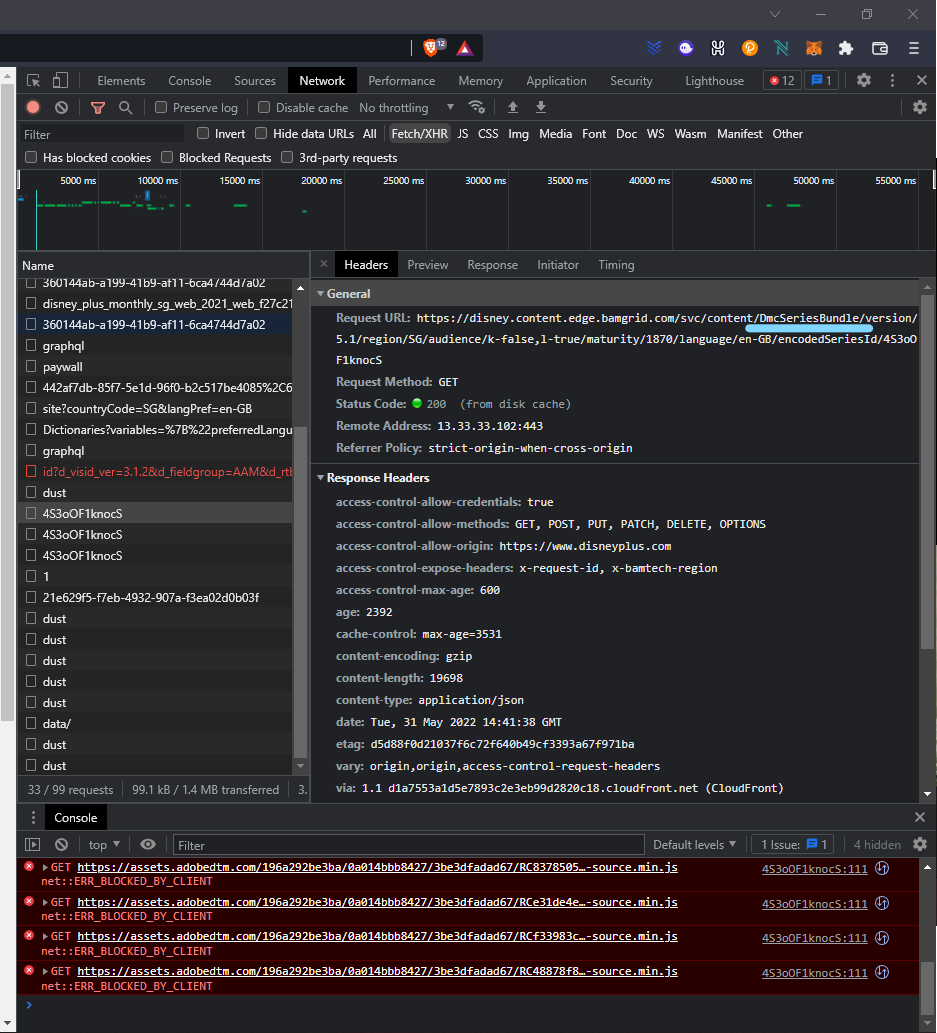 12
Elements Console Sources Network Performance Memory Application Security Lighthouse 12 1
Preserve log Disable cache No throttling
Filter Invert Hide data URLs All Fetch/XHR JS CSS Img Media Font Doc WS Wasm Manifest Other
Has blocked cookies Blocked Requests 3rd-party requests
5000 ms 10000 ms 15000 ms 20000 ms 25000 ms 30000 ms 35000 ms 40000 ms 45000 ms 50000 ms 55000 ms
Name
360144ab-a199-41b9-af11-6ca4744d7a02
disney_plus_monthly_sg_web_2021_web_f27c21
360144ab-a199-41b9-af11-6ca4744d7a02
graphql
paywall
442af7db-85f7-5e1d-96f0-b2c517be4085%2C6
site?countryCode=SG&langPref=en-GB
Dictionaries?variables=%7B%22preferredLangu
graphql
id?d_visid_ver=3.1.2&d_fieldgroup=AAM&d_rtl
dust
4S3oOF1knocS
4S3oOF1knocS
4S3oOF1knocS
1
21e629f5-f7eb-4932-907a-f3ea02d0b03f
dust
dust
dust
dust
dust
data/
dust
dust
33 / 99 requests 99.1 kB / 1.4 MB transferred 3.
Headers Preview Response Initiator Timing
General
Request URL: https://disney.content.edge.bamgrid.com/svc/content/DmcSeriesBundle/version/
5.1/region/SG/audience/k-false,l-true/maturity/1870/language/en-GB/encodedSeriesId/4S3oO
F1knocS
Request Method: GET
Status Code: 200 (from disk cache)
Remote Address: 13.33.33.102:443
Referrer Policy: strict-origin-when-cross-origin
Response Headers
access-control-allow-credentials: true
access-control-allow-methods: GET, POST, PUT, PATCH, DELETE, OPTIONS
access-control-allow-origin: https://www.disneyplus.com
access-control-expose-headers: x-request-id, x-bamtech-region
access-control-max-age: 600
age: 2392
cache-control: max-age=3531
content-encoding: gzip
content-length: 19698
content-type: application/json
date: Tue, 31 May 2022 14:41:38 GMT
etag: d5d88f0d21037f6c72f640b49cf3393a67f971ba
vary: origin,origin,access-control-request-headers
via: 1.1 d1a7553a1d5e7893c2e3eb99d2820c18.cloudfront.net (CloudFront)
Console
top Filter Default levels 1 Issue: 1 4 hidden
GET https://assets.adobedtm.com/196a292be3ba/0a014bbb8427/3be3dfadad67/RC8378505…-source.min.js 4S3oOF1knocS:111
net::ERR_BLOCKED_BY_CLIENT
GET https://assets.adobedtm.com/196a292be3ba/0a014bbb8427/3be3dfadad67/RCe31de4e…-source.min.js 4S3oOF1knocS:111
net::ERR_BLOCKED_BY_CLIENT
GET https://assets.adobedtm.com/196a292be3ba/0a014bbb8427/3be3dfadad67/RCf33983c…-source.min.js 4S3oOF1knocS:111
net::ERR_BLOCKED_BY_CLIENT
GET https://assets.adobedtm.com/196a292be3ba/0a014bbb8427/3be3dfadad67/RC48878f8…-source.min.js 4S3oOF1knocS:111
net::ERR_BLOCKED_BY_CLIENT